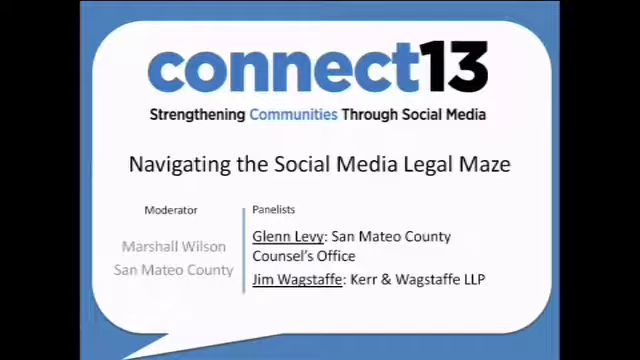 connect13
Strengthening Communities Through Social Media
Navigating the Social Media Legal Maze
Moderator
Marshall Wilson
San Mateo County
Panelists
Glenn Levy: San Mateo County
Counsel's Office
Jim Wagstaffe: Kerr & Wagstaffe LLP